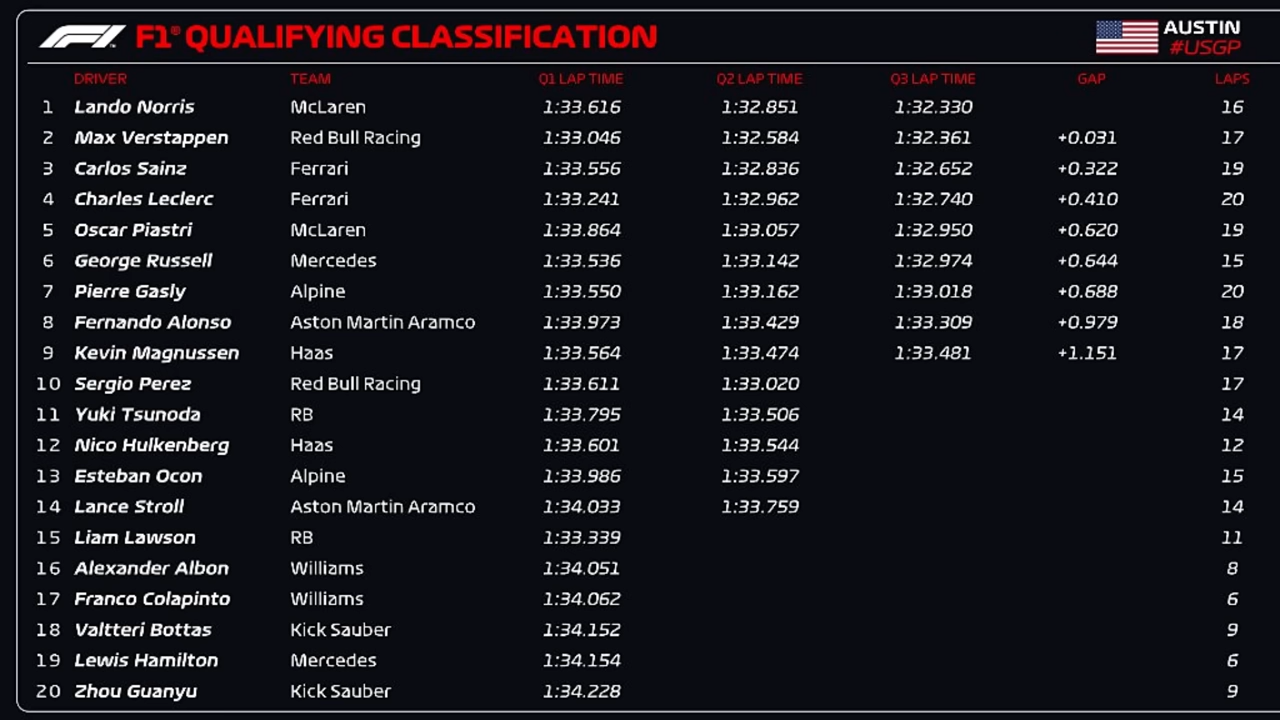 F1® QUALIFYING CLASSIFICATION AUSTIN
#USGP
DRIVER TEAM Q1 LAP TIME Q2 LAP TIME Q3 LAP TIME GAP LAPS
1 Lando Norris McLaren 1:33.616 1:32.851 1:32.330 16
2 Max Verstappen Red Bull Racing 1:33.046 1:32.584 1:32.361 +0.031 17
3 Carlos Sainz Ferrari 1:33.556 1:32.836 1:32.652 +0.322 19
4 Charles Leclerc Ferrari 1:33.241 1:32.962 1:32.740 +0.410 20
5 Oscar Piastri McLaren 1:33.864 1:33.057 1:32.950 +0.620 19
6 George Russell Mercedes 1:33.536 1:33.142 1:32.974 +0.644 15
7 Pierre Gasly Alpine 1:33.550 1:33.162 1:33.018 +0.688 20
8 Fernando Alonso Aston Martin Aramco 1:33.973 1:33.429 1:33.309 +0.979 18
9 Kevin Magnussen Haas 1:33.564 1:33.474 1:33.481 +1.151 17
10 Sergio Perez Red Bull Racing 1:33.611 1:33.020 17
11 Yuki Tsunoda RB 1:33.795 1:33.506 14
12 Nico Hulkenberg Haas 1:33.601 1:33.544 12
13 Esteban Ocon Alpine 1:33.986 1:33.597 15
14 Lance Stroll Aston Martin Aramco 1:34.033 1:33.759 14
15 Liam Lawson RB 1:33.339 11
16 Alexander Albon Williams 1:34.051 8
17 Franco Colapinto Williams 1:34.062 6
18 Valtteri Bottas Kick Sauber 1:34.152 9
19 Lewis Hamilton Mercedes 1:34.154 6
20 Zhou Guanyu Kick Sauber 1:34.228 9